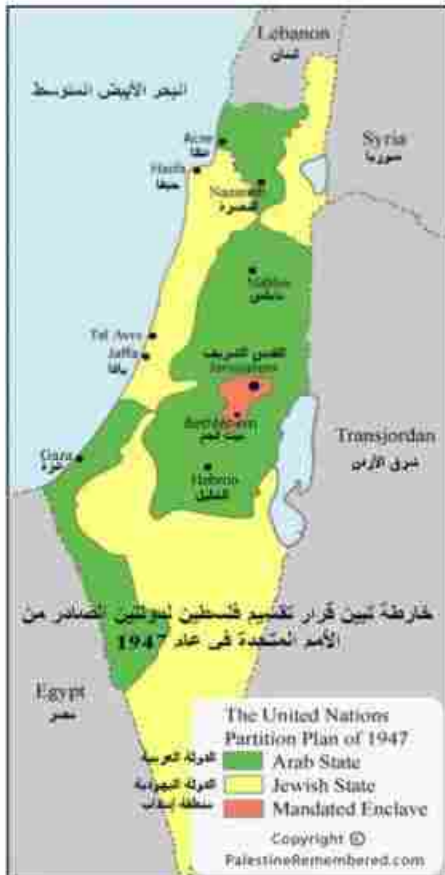 Lebanon
لبنان
البحر الأبيض المتوسط
Syria
سوريا
Acre
عكا
Haifa
حيفا
Nazareth
الناصرة
Nablus
نابلس
Tel Aviv
Jaffa
يافا
القدس الشريف
Jerusalem
Bethlehem
بيت لحم
Transjordan
شرق الأردن
Gaza
غزة
Hebron
الخليل
خارطة تبين قرار تقسيم فلسطين لدولتين الصادر من
الأمم المتحدة في عام 1947
Egypt
مصر
The United Nations
Partition Plan of 1947
الدولة العربية Arab State
الدولة اليهودية Jewish State
منطقة Mandated Enclave
Copyright ©
PalestineRemembered.com